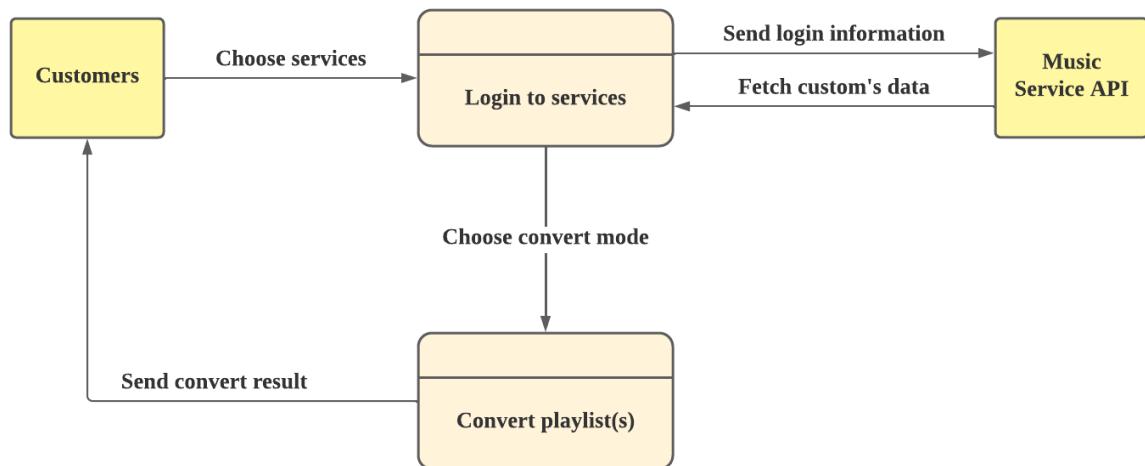 Customers
Choose services
Login to services
Send login information
Fetch custom's data
Music
Service API
Choose convert mode
Send convert result
Convert playlist(s)